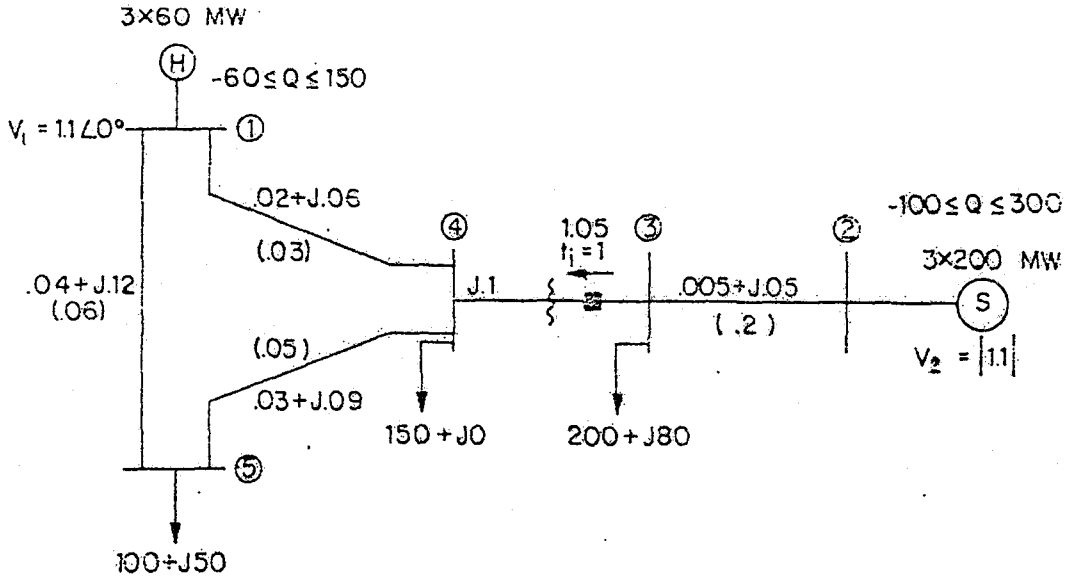 3×60 MW
H
-60≤Q≤150
V₁ = 1.1∠0°
①
.02+J.06
(.03)
④
1.05
tᵢ=1
③
②
-100≤Q≤300
3×200 MW
S
V₂ = |1.1|
.04+J.12
(.06)
J.1
.005+J.05
(.2)
(.05)
.03+J.09
150+J0
200+J80
⑤
100+J50